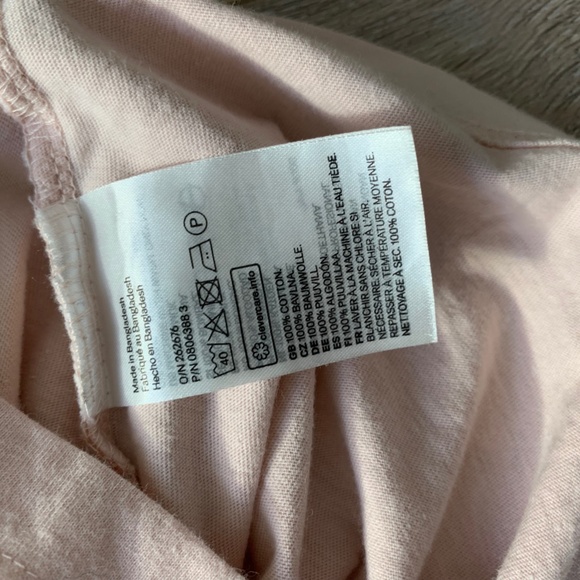 Made in Bangladesh
Fabriqué au Bangladesh
Hecho en Bangladesh
O/N 262676
P/N 0806388 3
40
P
clevercare.info
GB 100% COTTON/
CZ 100% BAVLNA/
DE 100% BAUMWOLLE.
EE 100% PUUVILL.
ES 100% ALGODÓN.
FI 100% PUUVILLAA.
FR LAVER À LA MACHINE À L'EAU TIÈDE.
BLANCHIR SANS CHLORE SI
NÉCESSAIRE. SÉCHER À L'AIR.
REPASSER À TEMPÉRATURE MOYENNE.
NETTOYAGE À SEC. 100% COTON.